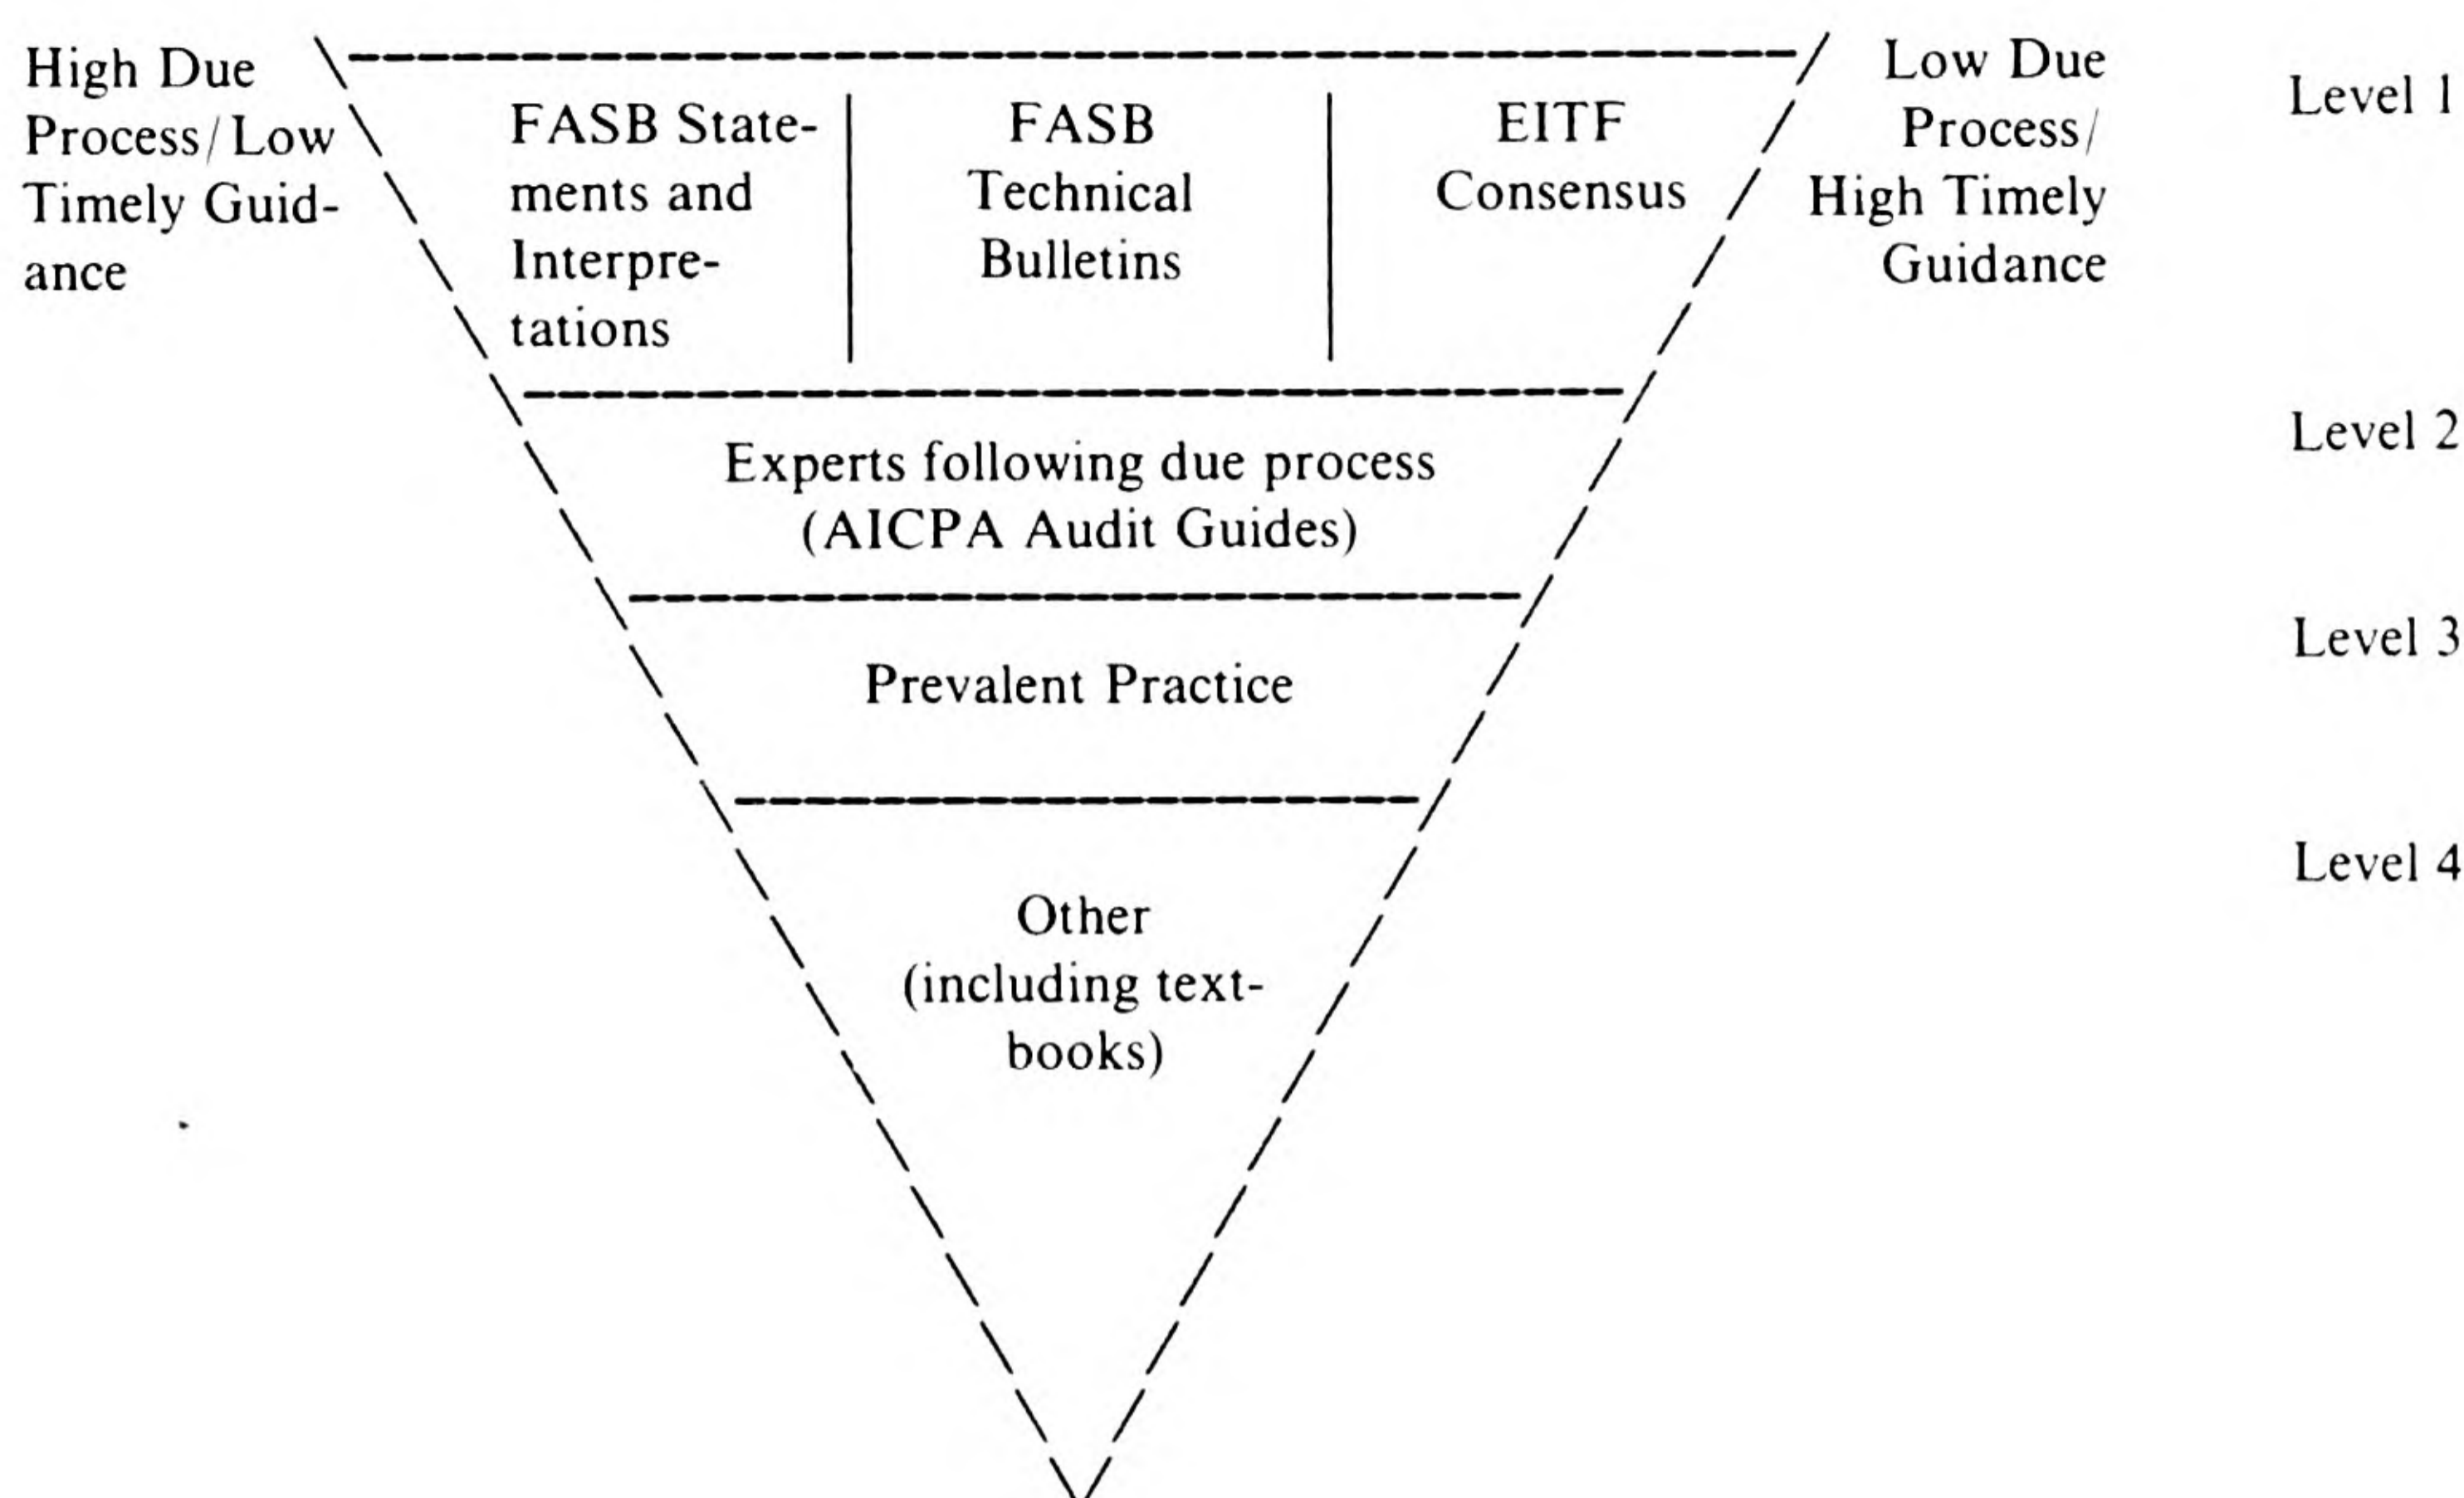 High Due
Process/Low
Timely Guid-
ance
FASB State-
ments and
Interpre-
tations
FASB
Technical
Bulletins
EITF
Consensus
Low Due
Process/
High Timely
Guidance
Level 1
Experts following due process
(AICPA Audit Guides)
Level 2
Prevalent Practice
Level 3
Other
(including text-
books)
Level 4